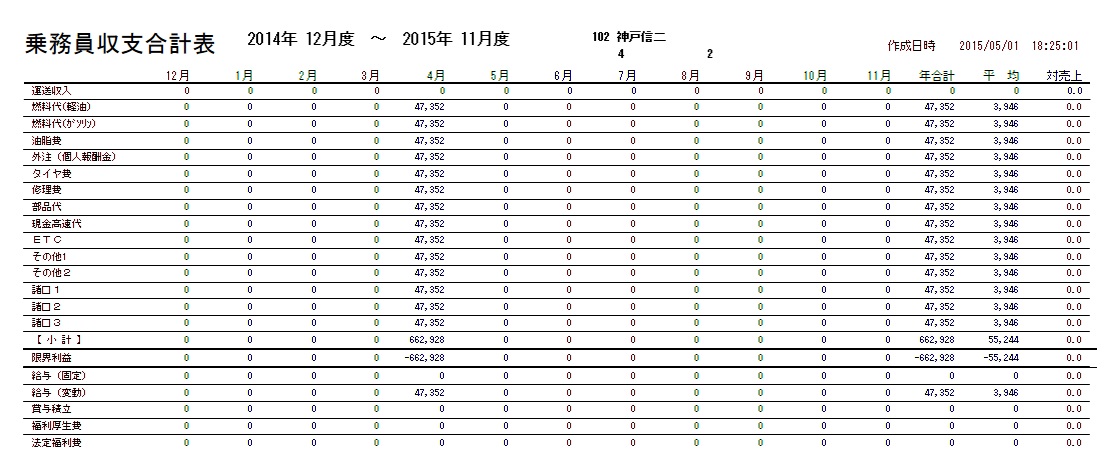 乗務員収支合計表 2014年 12月度 ～ 2015年 11月度 102 神戸信二
4 2 作成日時 2015/05/01 18:25:01
12月 1月 2月 3月 4月 5月 6月 7月 8月 9月 10月 11月 年合計 平 均 対売上
運送収入 0 0 0 0 0 0 0 0 0 0 0 0 0 0 0.0
燃料代(軽油) 0 0 0 0 47,352 0 0 0 0 0 0 0 47,352 3,946 0.0
燃料代(ｶﾞｿﾘﾝ) 0 0 0 0 47,352 0 0 0 0 0 0 0 47,352 3,946 0.0
油脂費 0 0 0 0 47,352 0 0 0 0 0 0 0 47,352 3,946 0.0
外注（個人報酬金） 0 0 0 0 47,352 0 0 0 0 0 0 0 47,352 3,946 0.0
タイヤ費 0 0 0 0 47,352 0 0 0 0 0 0 0 47,352 3,946 0.0
修理費 0 0 0 0 47,352 0 0 0 0 0 0 0 47,352 3,946 0.0
部品代 0 0 0 0 47,352 0 0 0 0 0 0 0 47,352 3,946 0.0
現金高速代 0 0 0 0 47,352 0 0 0 0 0 0 0 47,352 3,946 0.0
ＥＴＣ 0 0 0 0 47,352 0 0 0 0 0 0 0 47,352 3,946 0.0
その他1 0 0 0 0 47,352 0 0 0 0 0 0 0 47,352 3,946 0.0
その他２ 0 0 0 0 47,352 0 0 0 0 0 0 0 47,352 3,946 0.0
諸口１ 0 0 0 0 47,352 0 0 0 0 0 0 0 47,352 3,946 0.0
諸口２ 0 0 0 0 47,352 0 0 0 0 0 0 0 47,352 3,946 0.0
諸口３ 0 0 0 0 47,352 0 0 0 0 0 0 0 47,352 3,946 0.0
【 小 計 】 0 0 0 0 662,928 0 0 0 0 0 0 0 662,928 55,244 0.0
限界利益 0 0 0 0 -662,928 0 0 0 0 0 0 0 -662,928 -55,244 0.0
給与（固定） 0 0 0 0 0 0 0 0 0 0 0 0 0 0 0.0
給与（変動） 0 0 0 0 47,352 0 0 0 0 0 0 0 47,352 3,946 0.0
賞与積立 0 0 0 0 0 0 0 0 0 0 0 0 0 0 0.0
福利厚生費 0 0 0 0 0 0 0 0 0 0 0 0 0 0 0.0
法定福利費 0 0 0 0 0 0 0 0 0 0 0 0 0 0 0.0